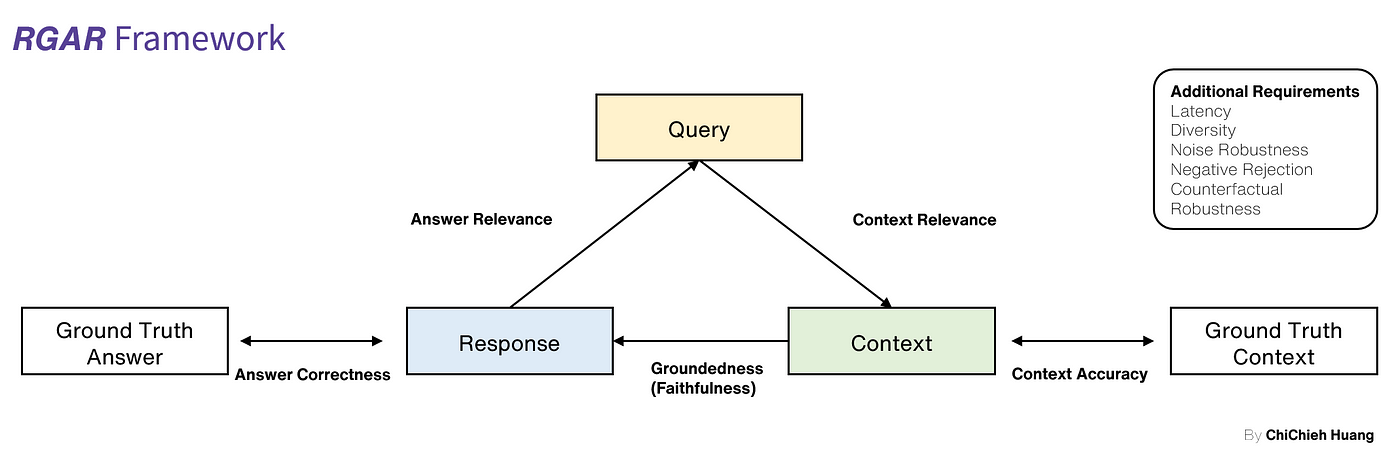 RGAR Framework
Query
Additional Requirements
Latency
Diversity
Noise Robustness
Negative Rejection
Counterfactual
Robustness
Answer Relevance
Context Relevance
Ground Truth
Answer
Answer Correctness
Response
Groundedness
(Faithfulness)
Context
Context Accuracy
Ground Truth
Context
By ChiChieh Huang